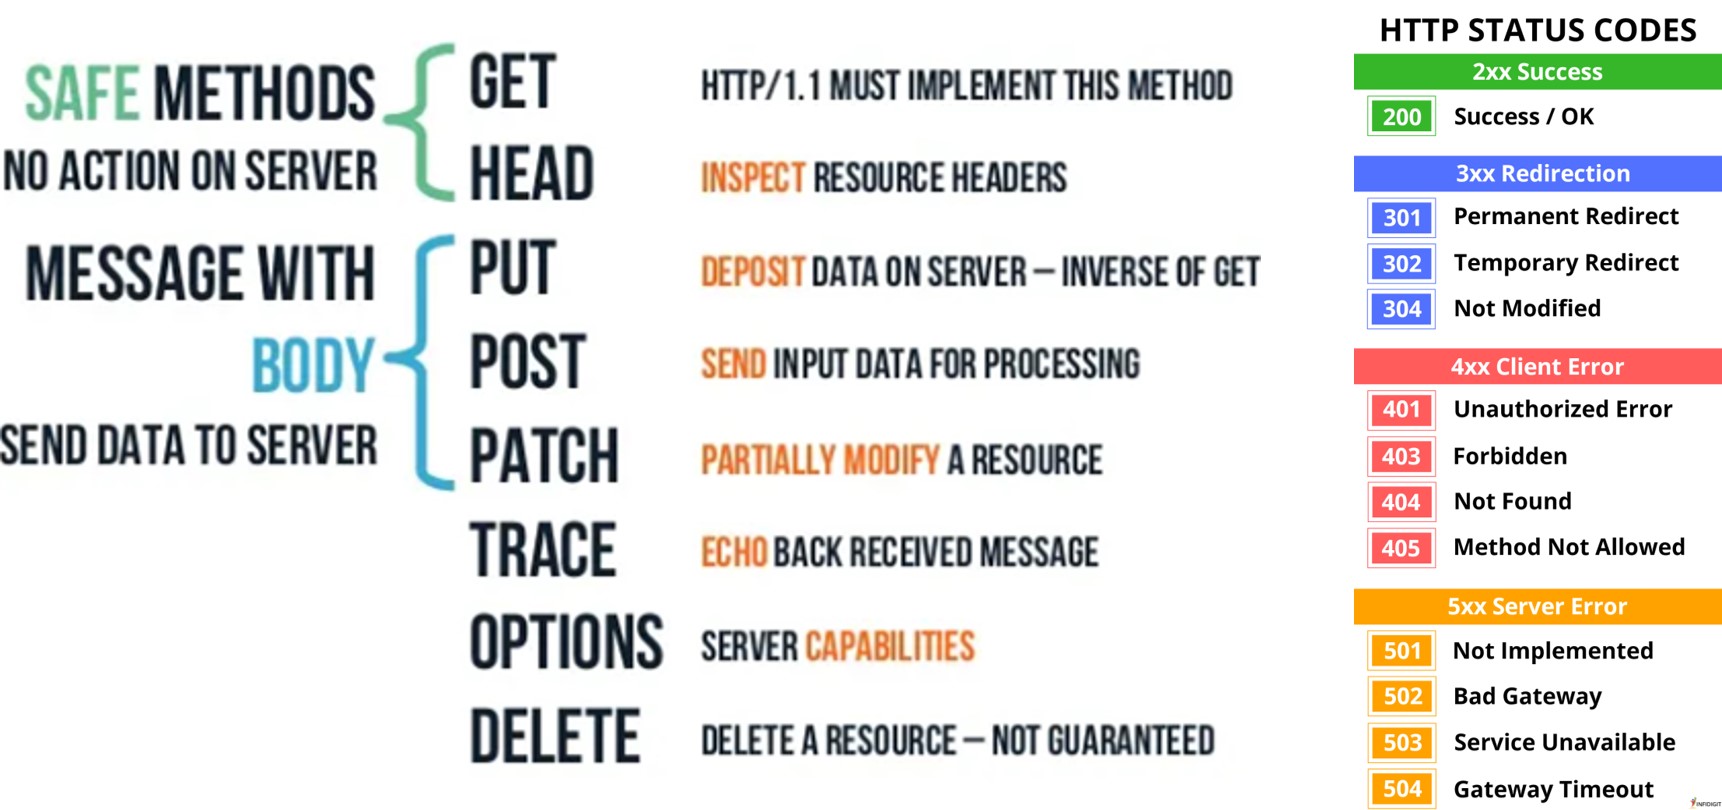 SAFE METHODS
NO ACTION ON SERVER
MESSAGE WITH
BODY
SEND DATA TO SERVER
GET HTTP/1.1 MUST IMPLEMENT THIS METHOD
HEAD INSPECT RESOURCE HEADERS
PUT DEPOSIT DATA ON SERVER – INVERSE OF GET
POST SEND INPUT DATA FOR PROCESSING
PATCH PARTIALLY MODIFY A RESOURCE
TRACE ECHO BACK RECEIVED MESSAGE
OPTIONS SERVER CAPABILITIES
DELETE DELETE A RESOURCE – NOT GUARANTEED
HTTP STATUS CODES
2xx Success
200 Success / OK
3xx Redirection
301 Permanent Redirect
302 Temporary Redirect
304 Not Modified
4xx Client Error
401 Unauthorized Error
403 Forbidden
404 Not Found
405 Method Not Allowed
5xx Server Error
501 Not Implemented
502 Bad Gateway
503 Service Unavailable
504 Gateway Timeout
INFIDIGIT